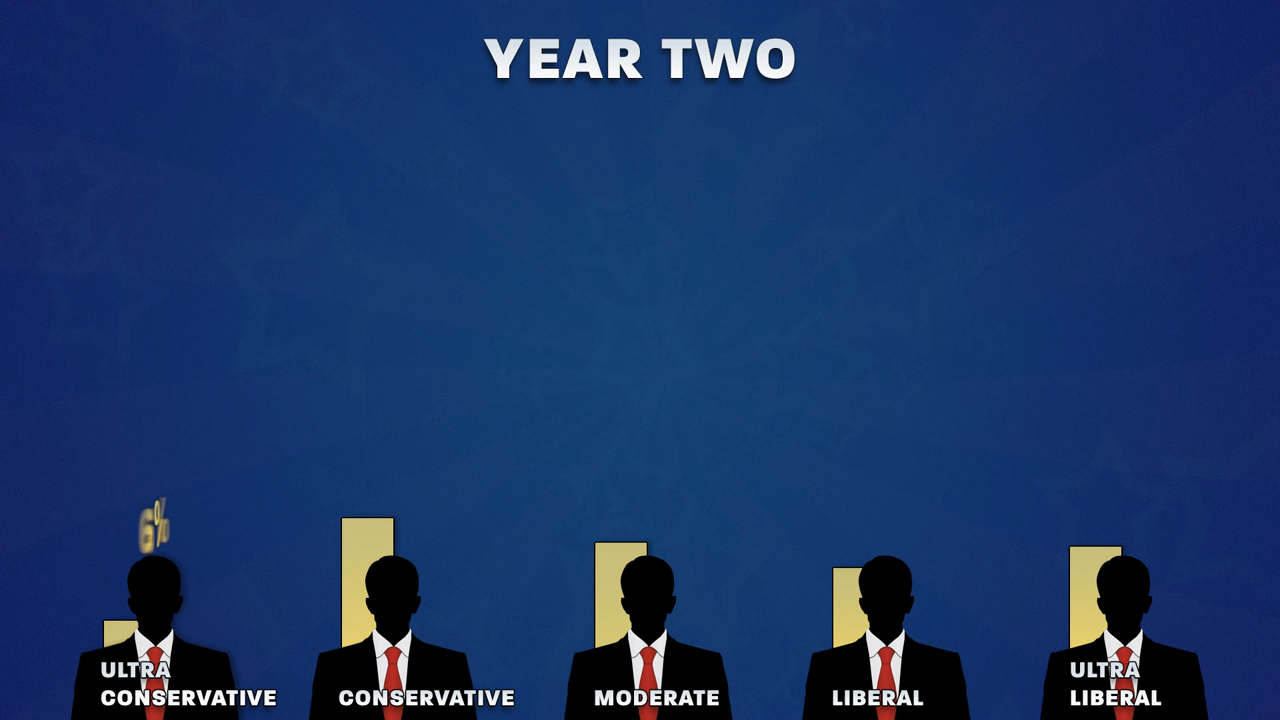 YEAR TWO
6%
ULTRA
CONSERVATIVE
CONSERVATIVE
MODERATE
LIBERAL
ULTRA
LIBERAL